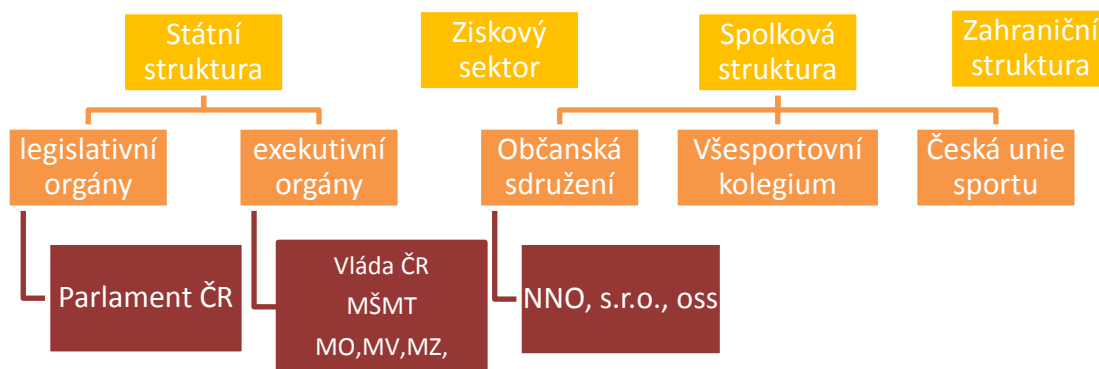 Státní
struktura
Ziskový
sektor
Spolková
struktura
Zahraniční
struktura
legislativní
orgány
exekutivní
orgány
Občanská
sdružení
Všesportovní
kolegium
Česká unie
sportu
Parlament ČR
Vláda ČR
MŠMT
MO,MV,MZ,
NNO, s.r.o., oss